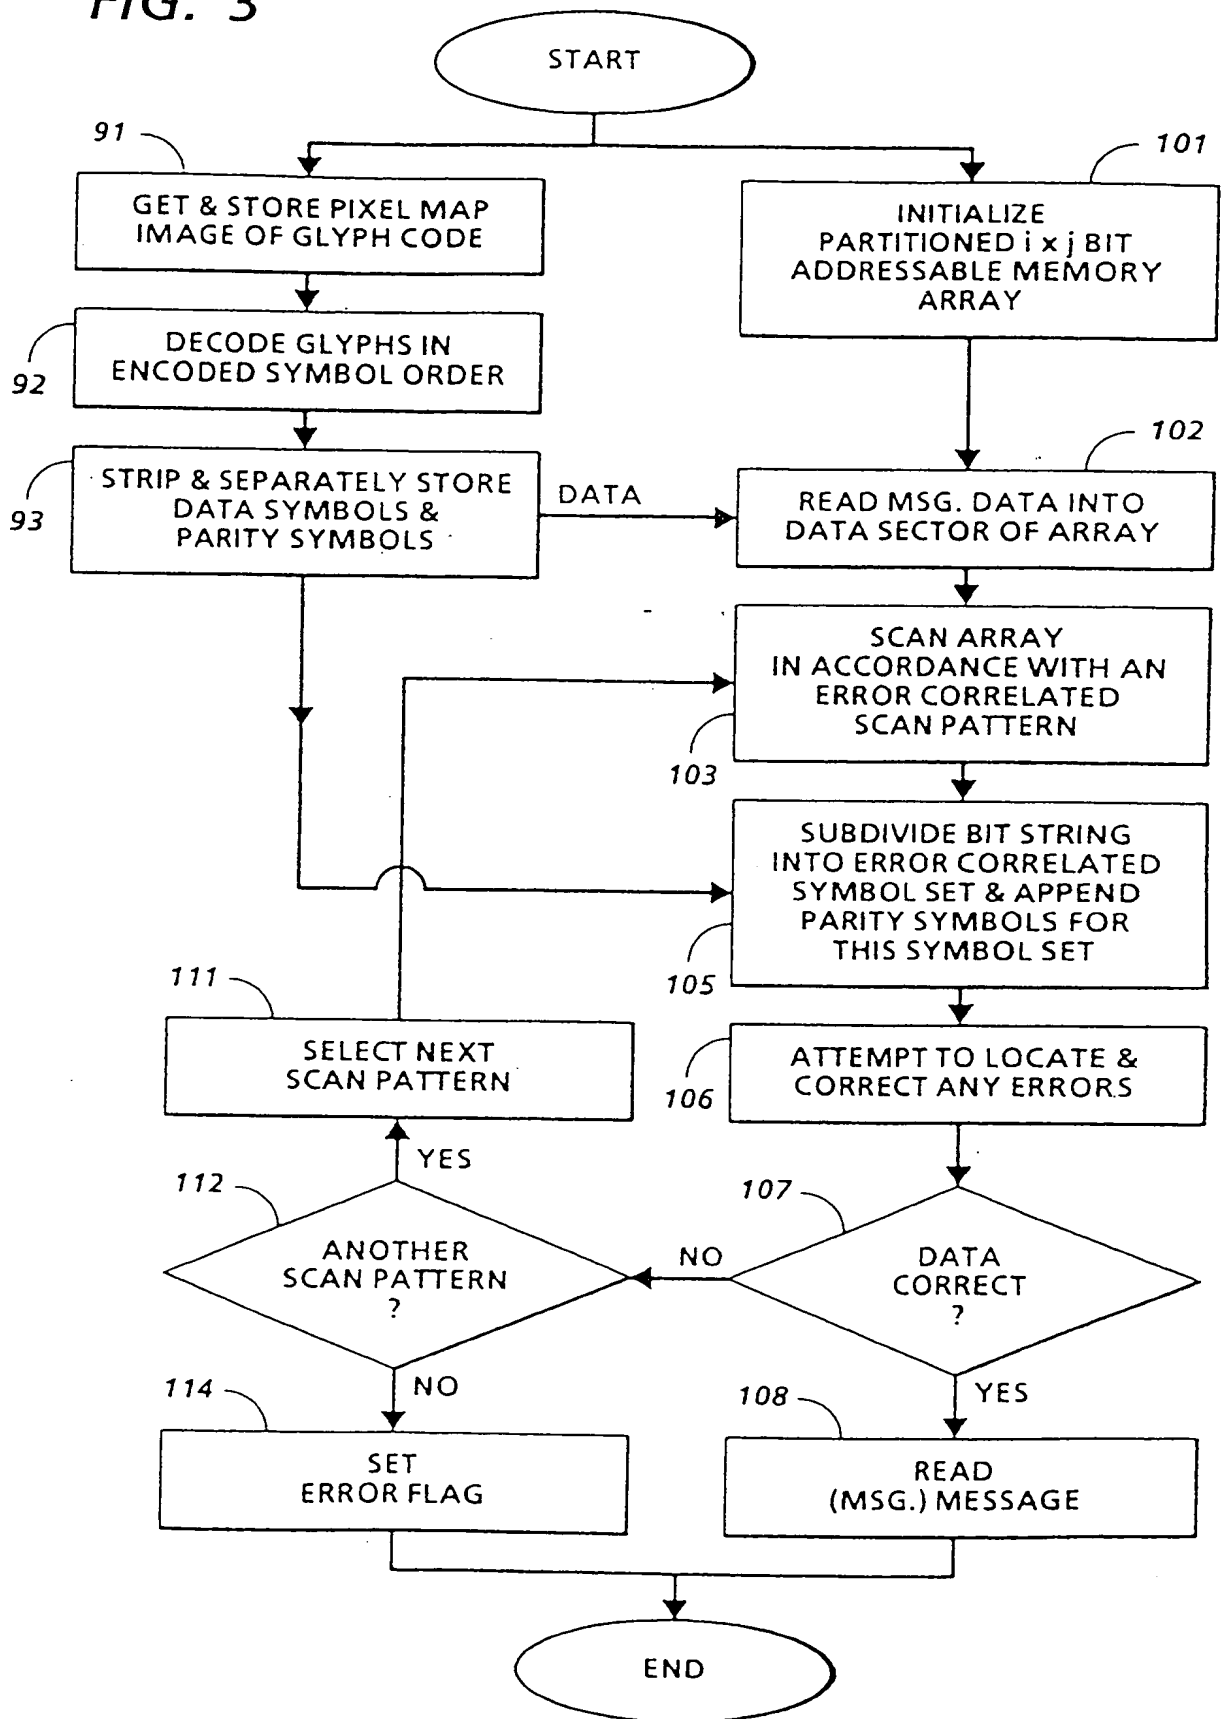 FIG. 3
START
91
GET & STORE PIXEL MAP
IMAGE OF GLYPH CODE
101
INITIALIZE
PARTITIONED i x j BIT
ADDRESSABLE MEMORY
ARRAY
92
DECODE GLYPHS IN
ENCODED SYMBOL ORDER
93
STRIP & SEPARATELY STORE
DATA SYMBOLS &
PARITY SYMBOLS
DATA
102
READ MSG. DATA INTO
DATA SECTOR OF ARRAY
SCAN ARRAY
IN ACCORDANCE WITH AN
ERROR CORRELATED
SCAN PATTERN
103
SUBDIVIDE BIT STRING
INTO ERROR CORRELATED
SYMBOL SET & APPEND
PARITY SYMBOLS FOR
THIS SYMBOL SET
105
111
SELECT NEXT
SCAN PATTERN
106
ATTEMPT TO LOCATE &
CORRECT ANY ERRORS
YES
112
ANOTHER
SCAN PATTERN
?
NO
107
DATA
CORRECT
?
NO
YES
114
SET
ERROR FLAG
108
READ
(MSG.) MESSAGE
END